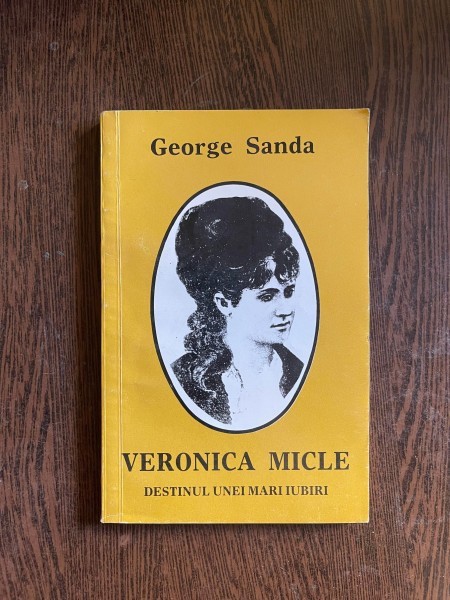 George Sanda
VERONICA MICLE
DESTINUL UNEI MARI IUBIRI